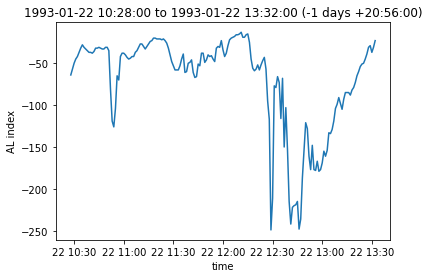 1993-01-22 10:28:00 to 1993-01-22 13:32:00 (-1 days +20:56:00)
−50
−100
−150
−200
−250
AL index
22 10:30 22 11:00 22 11:30 22 12:00 22 12:30 22 13:00 22 13:30
time